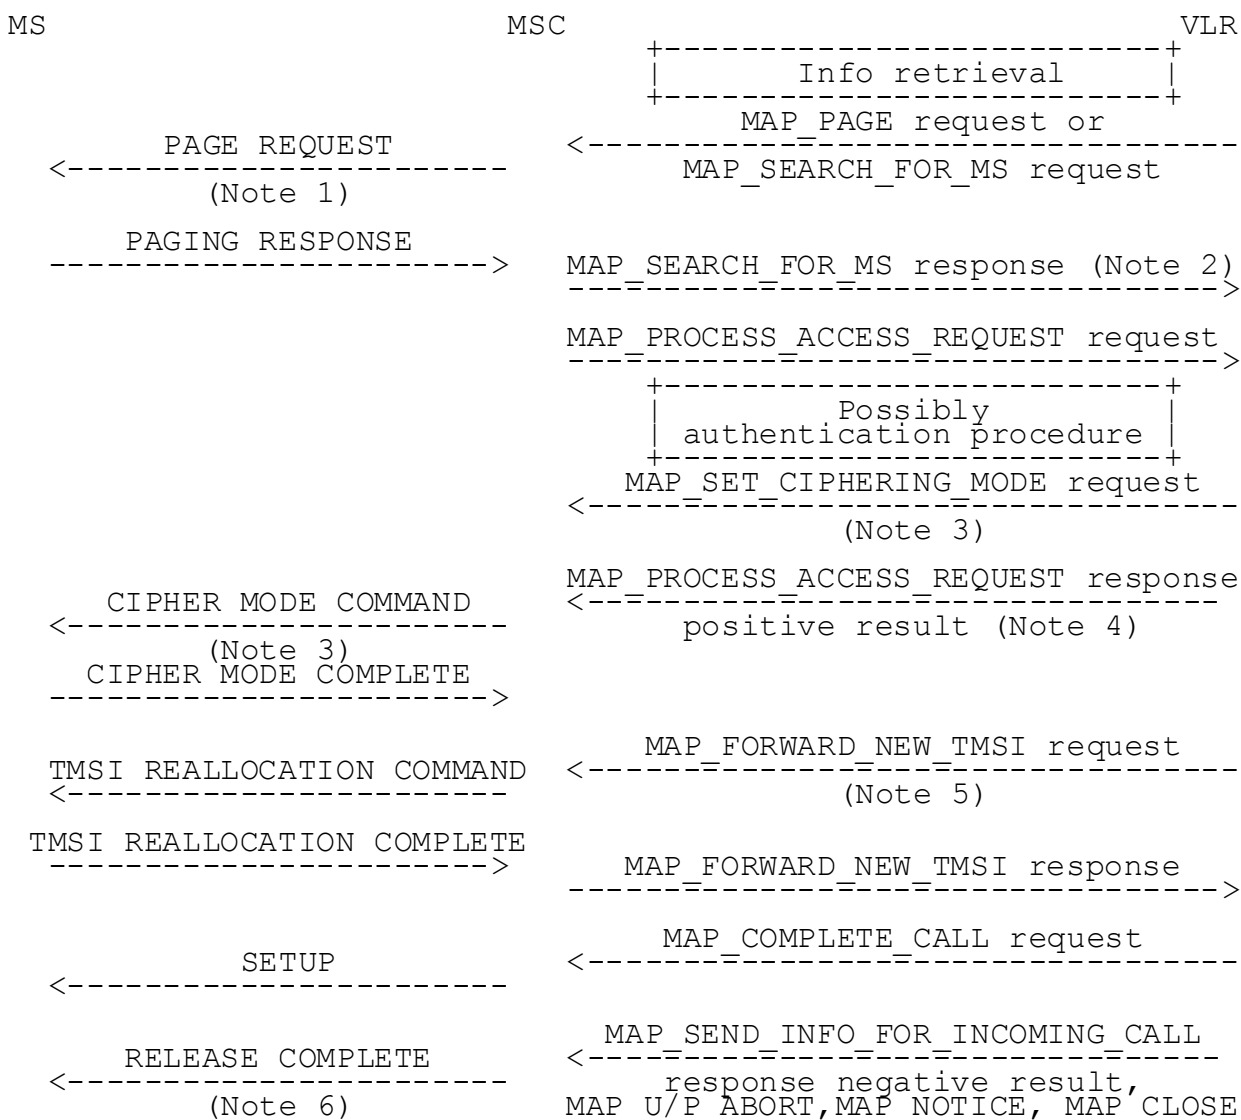 MS MSC VLR
Info retrieval
MAP_PAGE request or
PAGE REQUEST
MAP_SEARCH_FOR_MS request
(Note 1)
PAGING RESPONSE
MAP_SEARCH_FOR_MS response (Note 2)
MAP_PROCESS_ACCESS_REQUEST request
Possibly
authentication procedure
MAP_SET_CIPHERING_MODE request
(Note 3)
MAP_PROCESS_ACCESS_REQUEST response
CIPHER MODE COMMAND
positive result (Note 4)
(Note 3)
CIPHER MODE COMPLETE
MAP_FORWARD_NEW_TMSI request
TMSI REALLOCATION COMMAND
(Note 5)
TMSI REALLOCATION COMPLETE
MAP_FORWARD_NEW_TMSI response
MAP_COMPLETE_CALL request
SETUP
MAP_SEND_INFO_FOR_INCOMING_CALL
RELEASE COMPLETE
response negative result,
(Note 6) MAP U/P ABORT,MAP NOTICE, MAP CLOSE